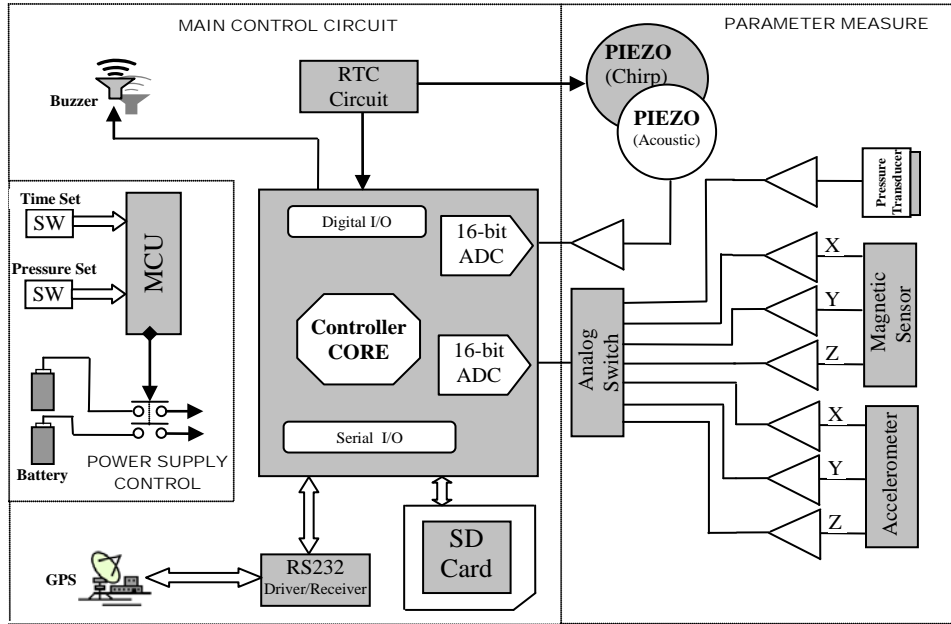 MAIN CONTROL CIRCUIT
PARAMETER MEASURE
Buzzer
RTC
Circuit
PIEZO
(Chirp)
PIEZO
(Acoustic)
Pressure
Transducer
Time Set
SW
Pressure Set
SW
MCU
Battery
POWER SUPPLY
CONTROL
Digital I/O
16-bit
ADC
Controller
CORE
16-bit
ADC
Serial I/O
Analog
Switch
X
Y
Z
Magnetic
Sensor
X
Y
Z
Accelerometer
GPS
RS232
Driver/Receiver
SD
Card